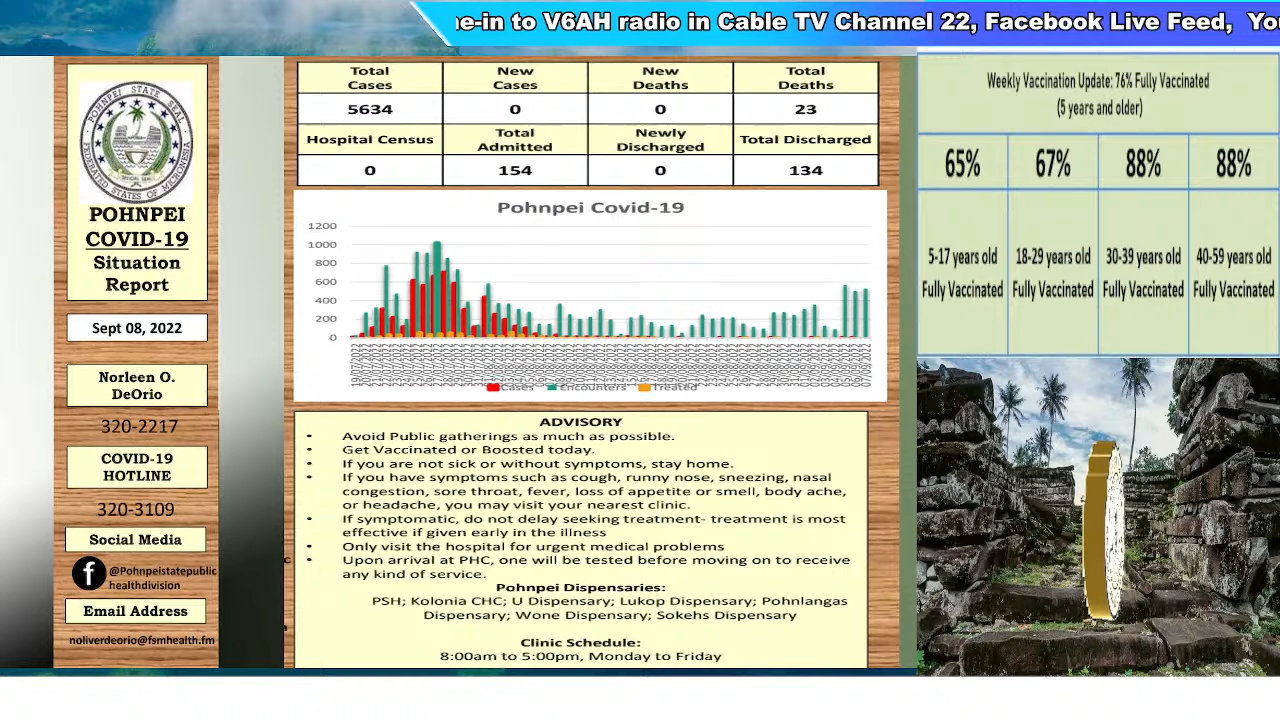 e-in to V6AH radio in Cable TV Channel 22, Facebook Live Feed, You
POHNPEI STATE SEAL
FEDERATED STATES OF MICRONESIA
POHNPEI
COVID-19
Situation
Report
Sept 08, 2022
Norleen O.
DeOrio
320-2217
COVID-19
HOTLINE
320-3109
Social Media
f @Pohnpeistatepublic
healthdivision
Email Address
noliverdeorio@fsmhealth.fm
Total Cases New Cases New Deaths Total Deaths
5634 0 0 23
Hospital Census Total Admitted Newly Discharged Total Discharged
0 154 0 134
Pohnpei Covid-19
1200
1000
800
600
400
200
0
Cases Encounters Treated
ADVISORY
• Avoid Public gatherings as much as possible.
• Get Vaccinated or Boosted today.
• If you are not sick or without symptoms, stay home.
• If you have symptoms such as cough, runny nose, sneezing, nasal
congestion, sore throat, fever, loss of appetite or smell, body ache,
or headache, you may visit your nearest clinic.
• If symptomatic, do not delay seeking treatment- treatment is most
effective if given early in the illness
• Only visit the hospital for urgent medical problems
• Upon arrival at PHC, one will be tested before moving on to receive
any kind of service.
Pohnpei Dispensaries:
PSH; Kolonia CHC; U Dispensary; Lukop Dispensary; Pohnlangas
Dispensary; Wone Dispensary; Sokehs Dispensary
Clinic Schedule:
8:00am to 5:00pm, Monday to Friday
Weekly Vaccination Update: 76% Fully Vaccinated
(5 years and older)
65% 67% 88% 88%
5-17 years old 18-29 years old 30-39 years old 40-59 years old
Fully Vaccinated Fully Vaccinated Fully Vaccinated Fully Vaccinated